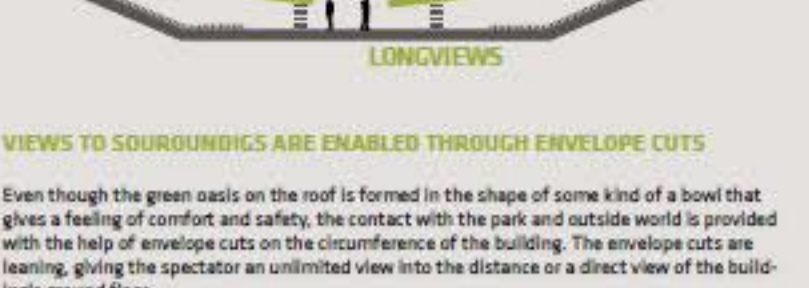 LONGVIEWS
VIEWS TO SOUROUNDIGS ARE ENABLED THROUGH ENVELOPE CUTS
Even though the green oasis on the roof is formed in the shape of some kind of a bowl that
gives a feeling of comfort and safety, the contact with the park and outside world is provided
with the help of envelope cuts on the circumference of the building. The envelope cuts are
leaning, giving the spectator an unlimited view into the distance or a direct view of the build-